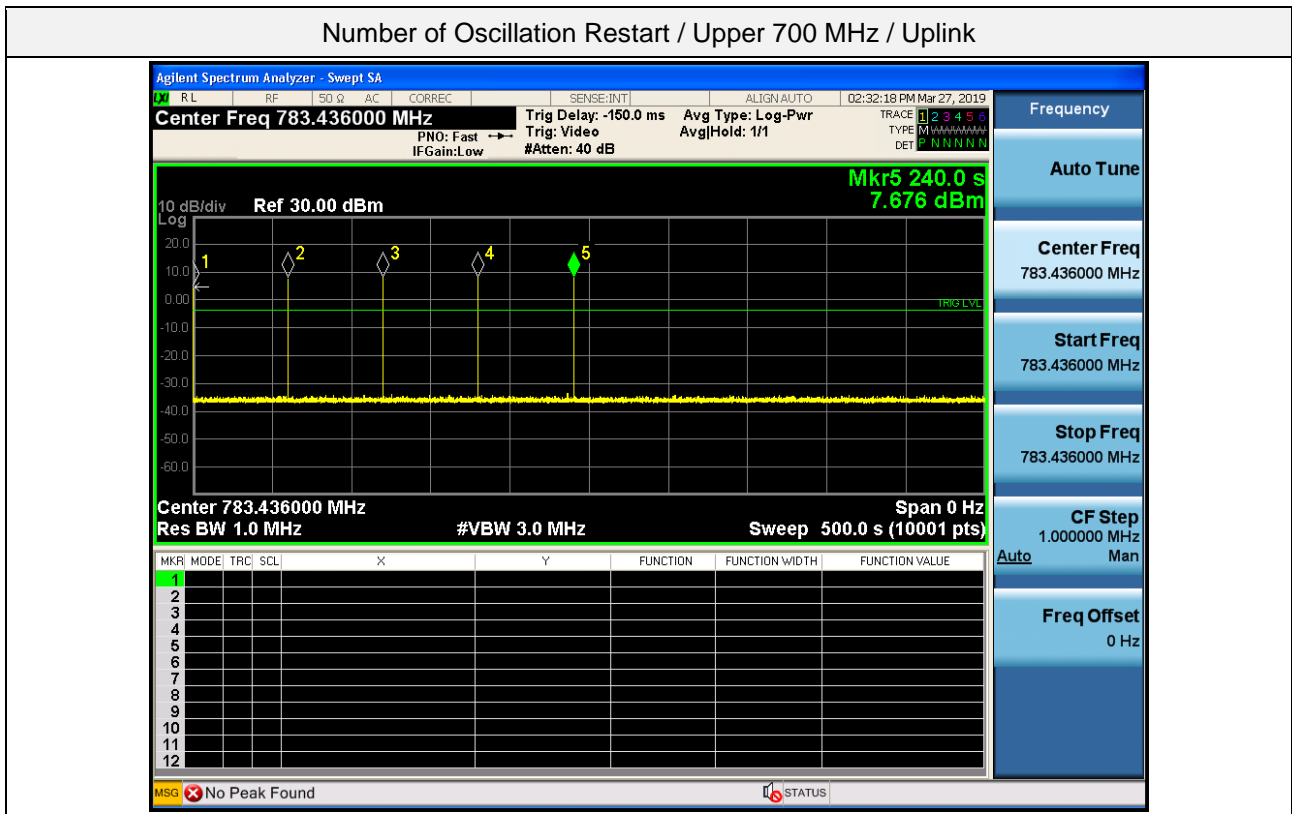 Number of Oscillation Restart / Upper 700 MHz / Uplink
Agilent Spectrum Analyzer - Swept SA
LXI RL RF 50 Ω AC CORREC SENSE:INT ALIGN AUTO 02:32:18 PM Mar 27, 2019
Center Freq 783.436000 MHz
PNO: Fast
IFGain:Low
Trig Delay: -150.0 ms
Trig: Video
#Atten: 40 dB
Avg Type: Log-Pwr
Avg|Hold: 1/1
TRACE 1 2 3 4 5 6
TYPE M WWWWW
DET P N N N N N
Mkr5 240.0 s
7.676 dBm
10 dB/div Ref 30.00 dBm
Log
20.0
10.0
0.00
-10.0
-20.0
-30.0
-40.0
-50.0
-60.0
1
2
3
4
5
TRIG LVL
Center 783.436000 MHz Span 0 Hz
Res BW 1.0 MHz #VBW 3.0 MHz Sweep 500.0 s (10001 pts)
MKR MODE TRC SCL X Y FUNCTION FUNCTION WIDTH FUNCTION VALUE
1
2
3
4
5
6
7
8
9
10
11
12
MSG No Peak Found STATUS
Frequency
Auto Tune
Center Freq
783.436000 MHz
Start Freq
783.436000 MHz
Stop Freq
783.436000 MHz
CF Step
1.000000 MHz
Auto Man
Freq Offset
0 Hz